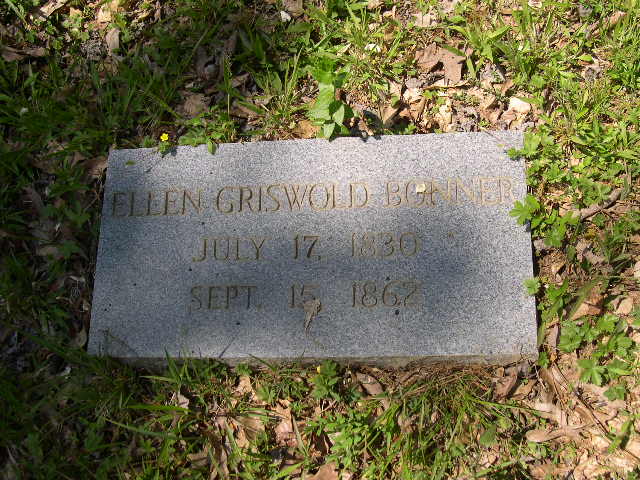 ELLEN GRISWOLD BONNER
JULY 17, 1830
SEPT. 15, 1862